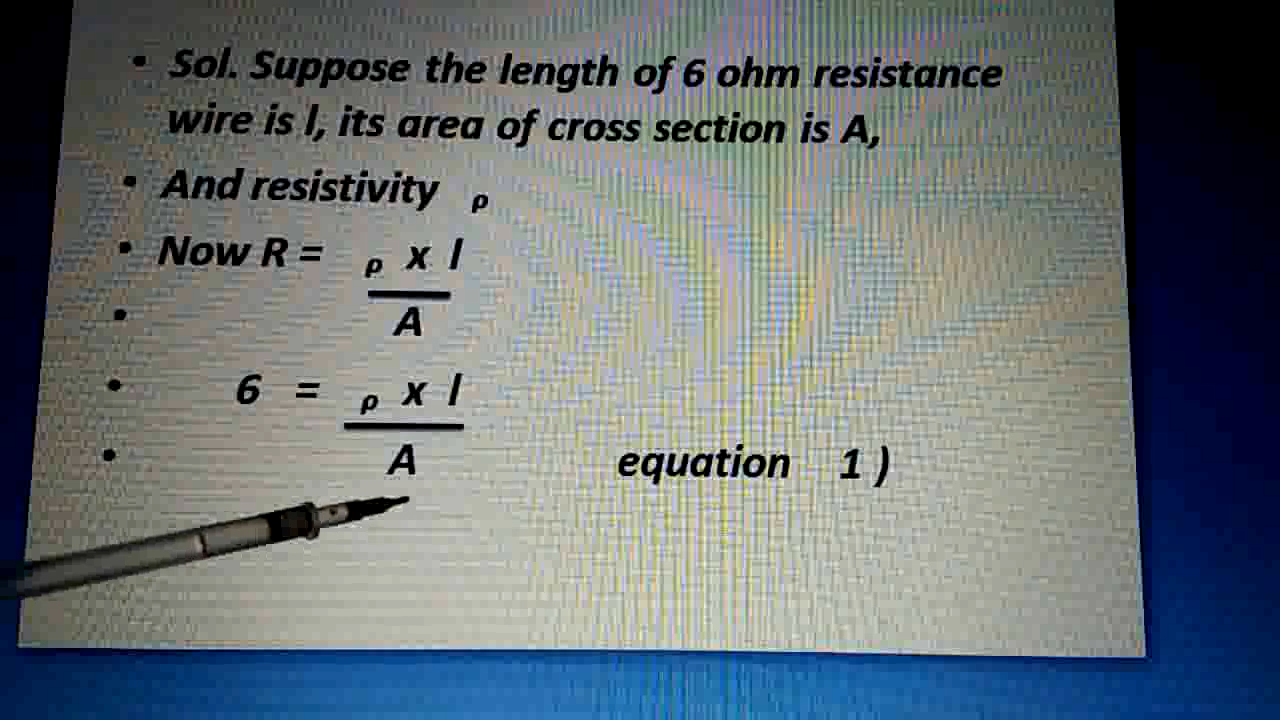 • Sol. Suppose the length of 6 ohm resistance
wire is l, its area of cross section is A,
• And resistivity ρ
• Now R = ρ x l
• A
• 6 = ρ x l
• A equation 1 )